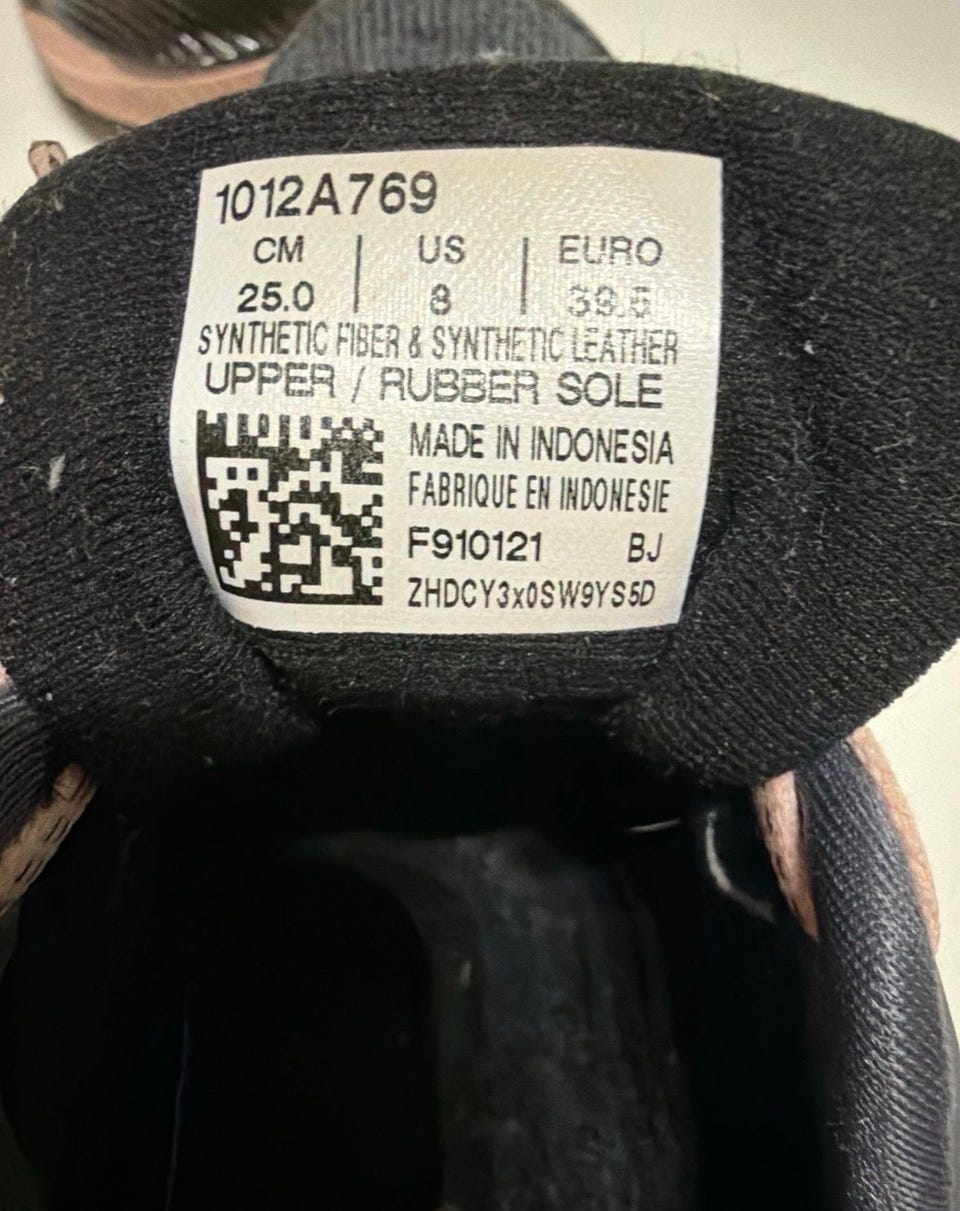 1012A769
CM | US | EURO
25.0 | 8 | 39.5
SYNTHETIC FIBER & SYNTHETIC LEATHER
UPPER / RUBBER SOLE
MADE IN INDONESIA
FABRIQUE EN INDONESIE
F910121 BJ
ZHDCY3x0SW9YS5D